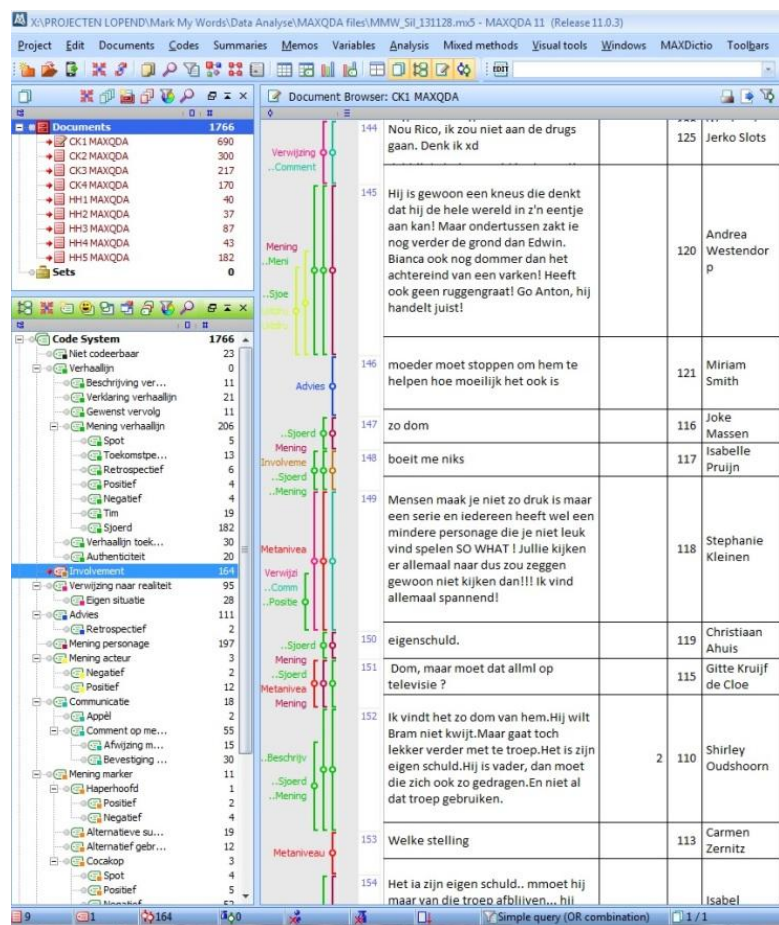 X:\PROJECTEN LOPEND\Mark My Words\Data Analyse\MAXQDA files\MMW_Sil_131128.mx5 - MAXQDA 11 (Release 11.0.3)
Project Edit Documents Codes Summaries Memos Variables Analysis Mixed methods Visual tools Windows MAXDictio Toolbars
Documents 1766
CK1 MAXQDA 690
CK2 MAXQDA 300
CK3 MAXQDA 217
CK4 MAXQDA 170
HH1 MAXQDA 40
HH2 MAXQDA 37
HH3 MAXQDA 87
HH4 MAXQDA 43
HH5 MAXQDA 182
Sets 0
Code System 1766
Niet codeerbaar 23
Verhaallijn 0
Beschrijving ver... 11
Verklaring verhaallijn 21
Gewenst vervolg 11
Mening verhaallijn 206
Spot 5
Toekomstpe... 13
Retrospectief 6
Positief 4
Negatief 4
Tim 19
Sjoerd 182
Verhaallijn toek... 30
Authenticiteit 20
Involvement 164
Verwijzing naar realiteit 95
Eigen situatie 28
Advies 111
Retrospectief 2
Mening personage 197
Mening acteur 3
Negatief 2
Positief 12
Communicatie 18
Appèl 2
Comment op me... 55
Afwijzing m... 15
Bevestiging ... 30
Mening marker 11
Haperhoofd 1
Positief 2
Negatief 4
Alternatieve su... 19
Alternatief gebr... 12
Cocakop 3
Spot 4
Positief 5
Document Browser: CK1 MAXQDA
Verwijzing
..Comment
144 Nou Rico, ik zou niet aan de drugs
gaan. Denk ik xd
125 Jerko Slots
Mening
..Meni
..Sjoe
145 Hij is gewoon een kneus die denkt
dat hij de hele wereld in z'n eentje
aan kan! Maar ondertussen zakt ie
nog verder de grond dan Edwin.
Bianca ook nog dommer dan het
achtereind van een varken! Heeft
ook geen ruggengraat! Go Anton, hij
handelt juist!
120 Andrea
Westendor
p
Advies
146 moeder moet stoppen om hem te
helpen hoe moeilijk het ook is
121 Miriam
Smith
..Sjoerd
Mening
147 zo dom
116 Joke
Massen
Involveme
..Sjoerd
..Mening
148 boeit me niks
117 Isabelle
Pruijn
Metanivea
Verwijzi
..Comm
..Positie
149 Mensen maak je niet zo druk is maar
een serie en iedereen heeft wel een
mindere personage die je niet leuk
vind spelen SO WHAT ! Jullie kijken
er allemaal naar dus zou zeggen
gewoon niet kijken dan!!! Ik vind
allemaal spannend!
118 Stephanie
Kleinen
..Sjoerd
Mening
150 eigenschuld.
119 Christiaan
Ahuis
..Sjoerd
Metanivea
Mening
151 Dom, maar moet dat allml op
televisie ?
115 Gitte Kruijf
de Cloe
..Beschrijv
..Sjoerd
..Mening
152 Ik vindt het zo dom van hem.Hij wilt
Bram niet kwijt.Maar gaat toch
lekker verder met te troep.Het is zijn
eigen schuld.Hij is vader, dan moet
die zich ook zo gedragen.En niet al
dat troep gebruiken.
2 110 Shirley
Oudshoorn
Metaniveau
153 Welke stelling
113 Carmen
Zernitz
154 Het ia zijn eigen schuld.. mmoet hij
maar van die troep afblijven... hij
Isabel
9 1 164 0 Simple query (OR combination) 1 / 1